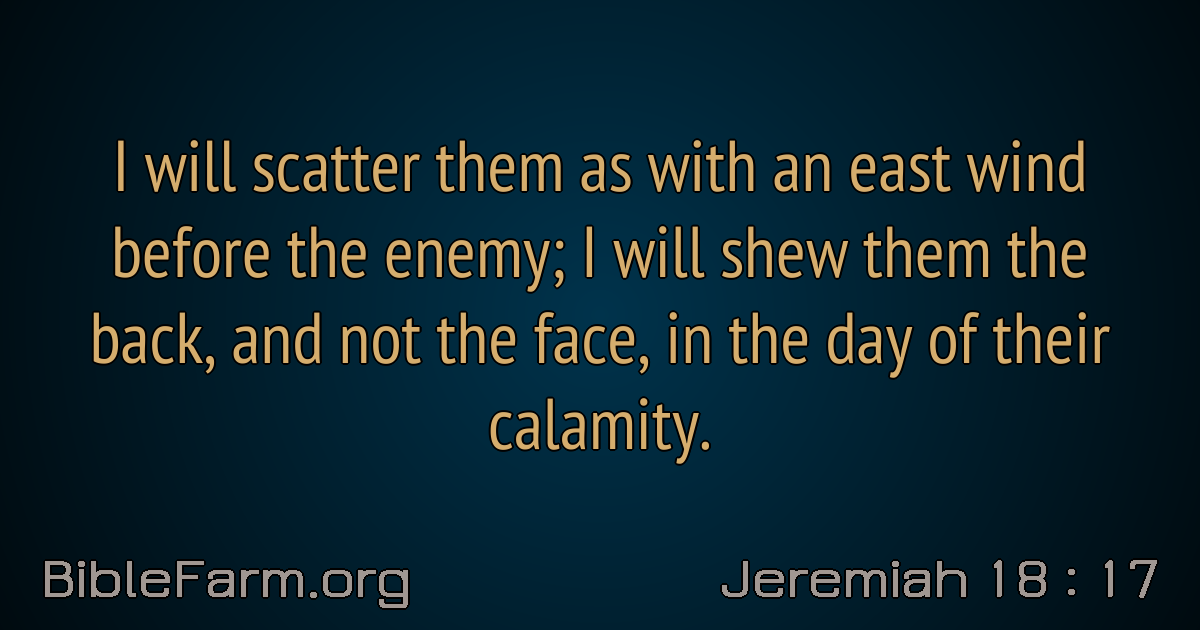 I will scatter them as with an east wind
before the enemy; I will shew them the
back, and not the face, in the day of their
calamity.
BibleFarm.org
Jeremiah 18 : 17